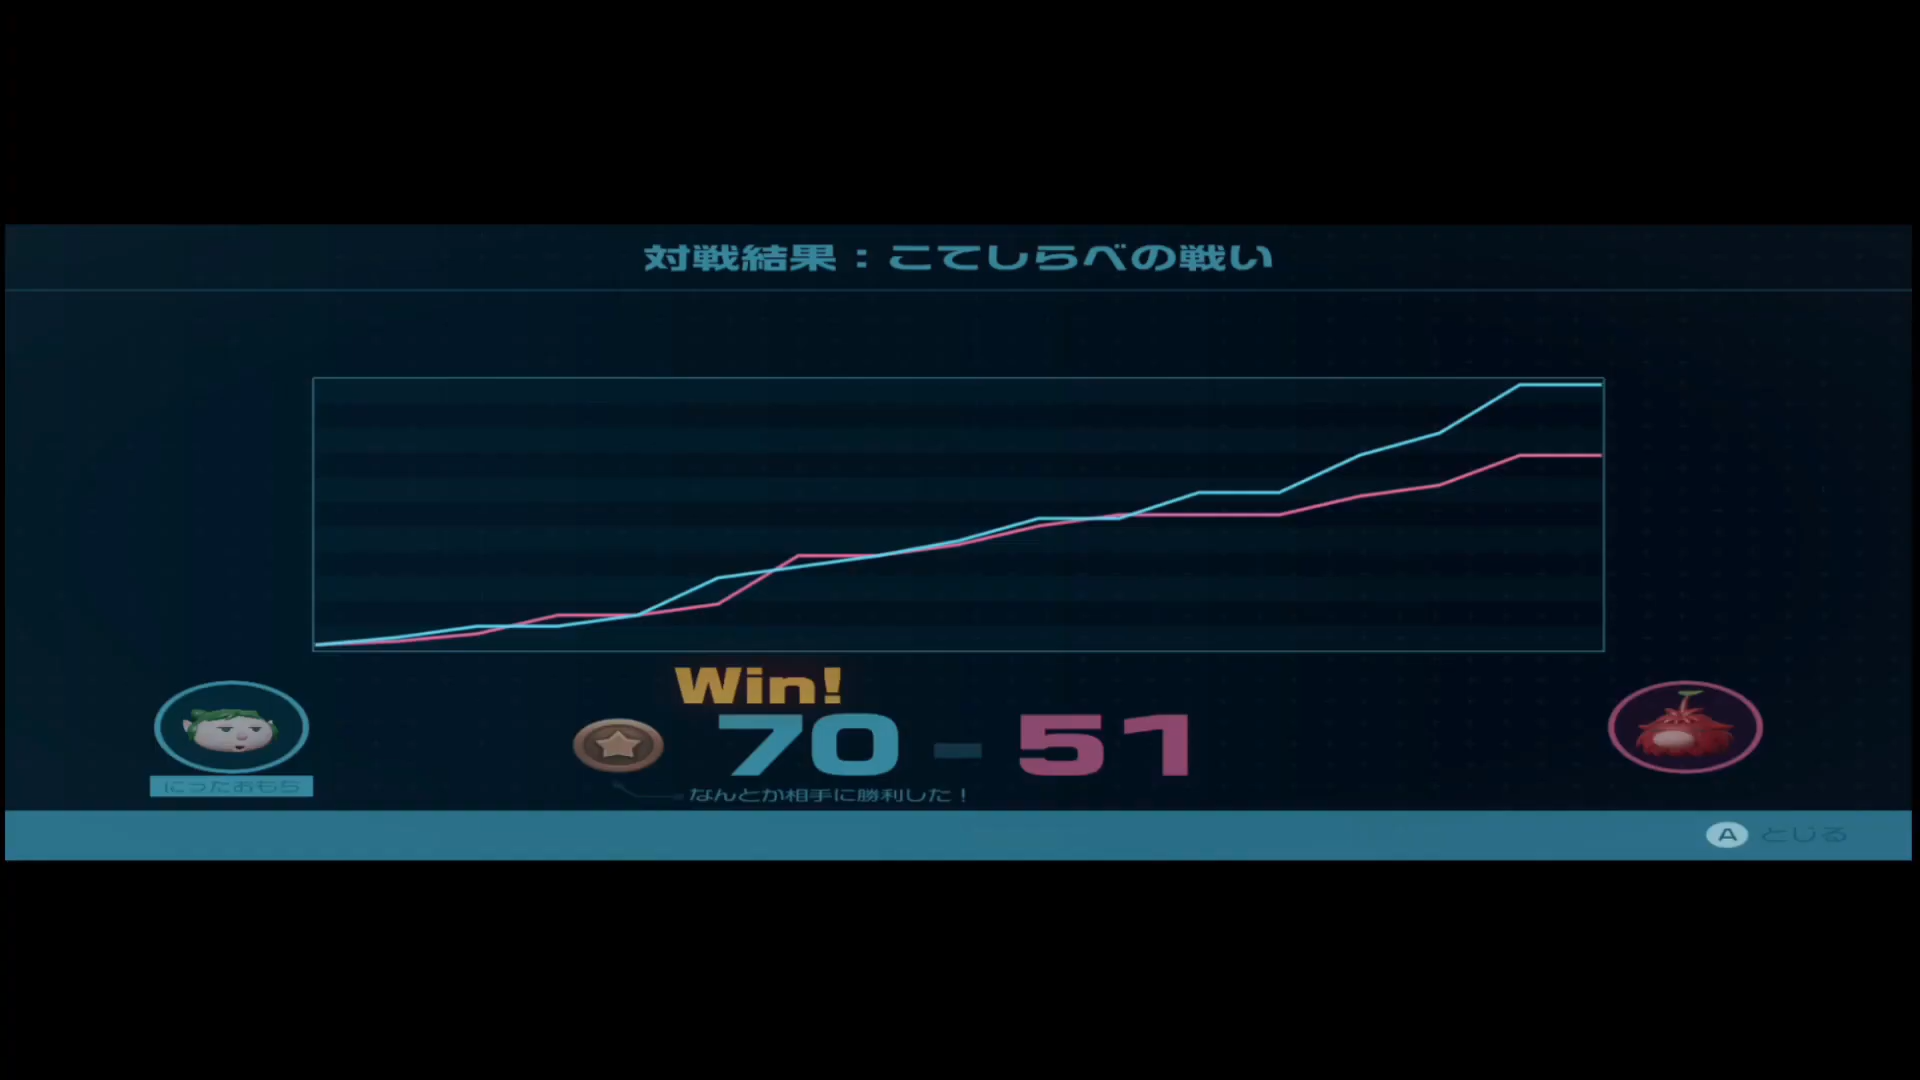 対戦結果：こてしらべの戦い
Win!
70 - 51
にったおもち
なんとか相手に勝利した！
A とじる